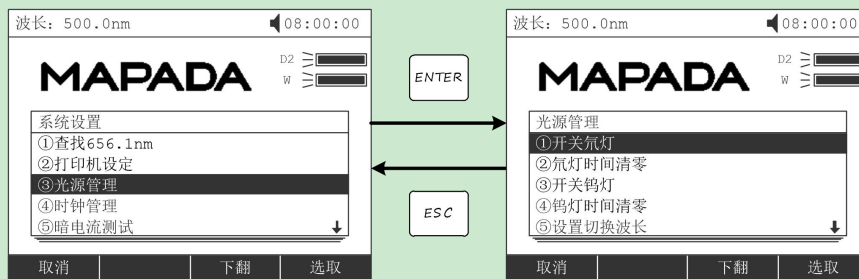 波长: 500.0nm
08:00:00
MAPADA
D2
W
系统设置
①查找656.1nm
②打印机设定
③光源管理
④时钟管理
⑤暗电流测试
取消
下翻
选取
ENTER
ESC
波长: 500.0nm
08:00:00
MAPADA
D2
W
光源管理
①开关氘灯
②氘灯时间清零
③开关钨灯
④钨灯时间清零
⑤设置切换波长
取消
下翻
选取